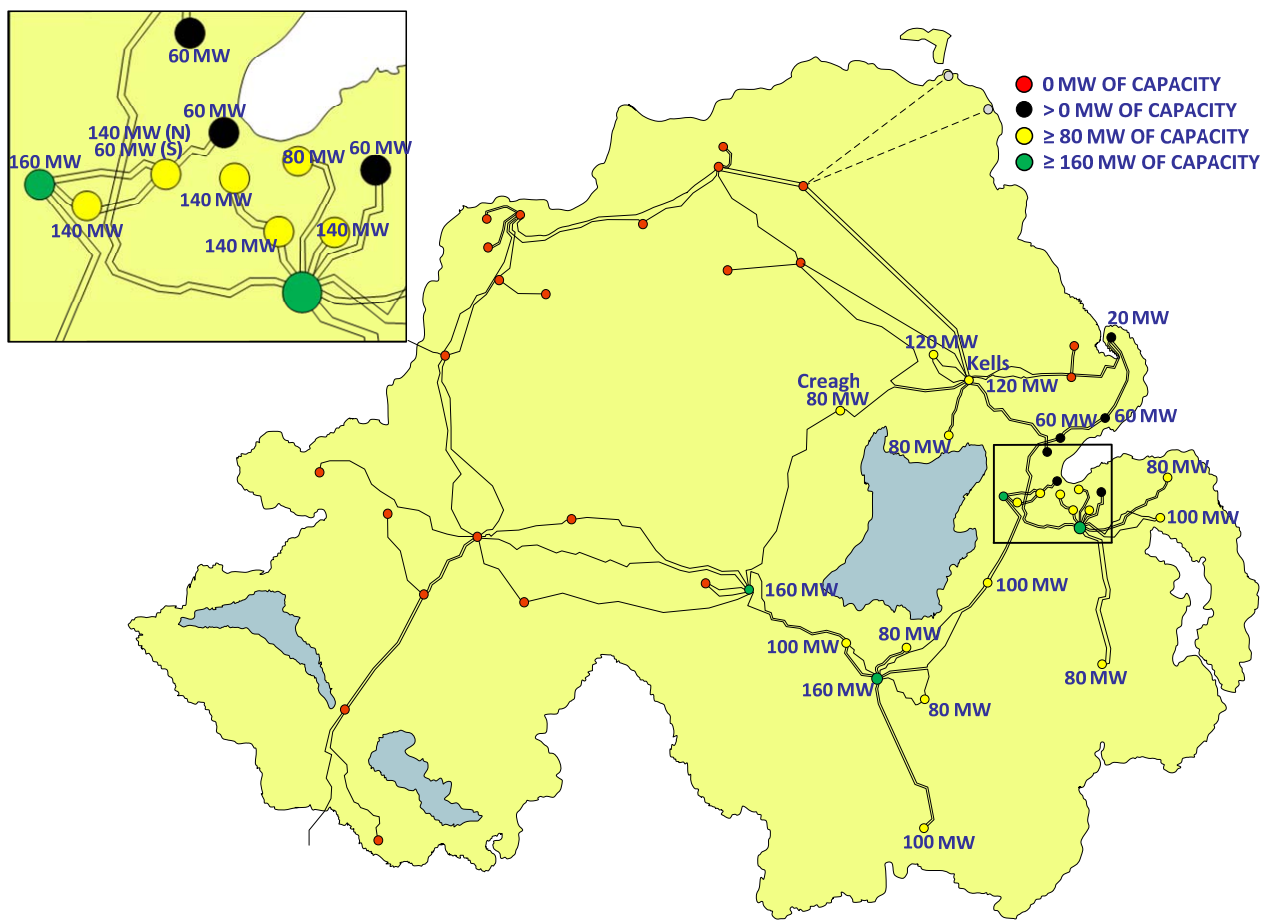 60 MW
60 MW
140 MW (N)
60 MW (S)
160 MW
80 MW
60 MW
140 MW
140 MW
140 MW
140 MW
0 MW OF CAPACITY
> 0 MW OF CAPACITY
≥ 80 MW OF CAPACITY
≥ 160 MW OF CAPACITY
20 MW
120 MW
Kells
120 MW
Creagh
80 MW
60 MW
60 MW
80 MW
80 MW
100 MW
100 MW
160 MW
80 MW
100 MW
160 MW
80 MW
80 MW
100 MW